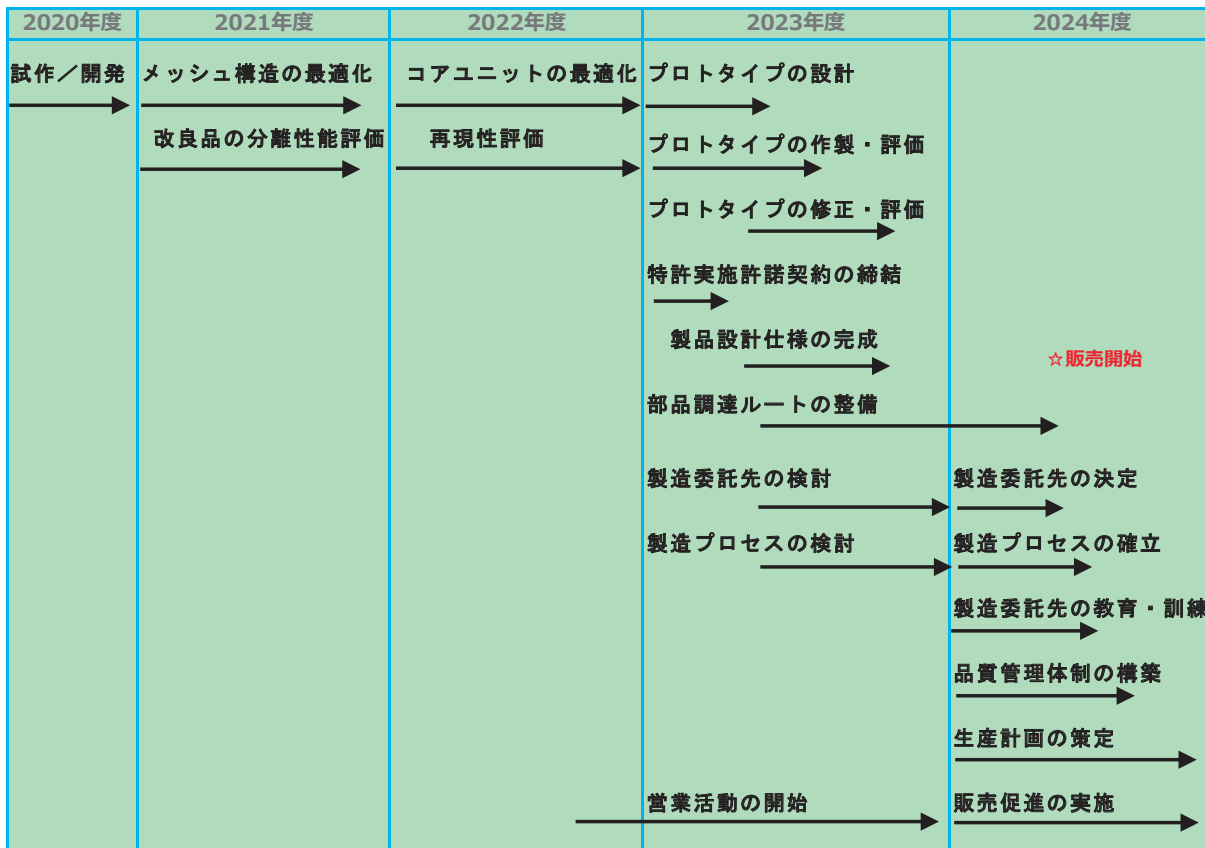 2020年度 2021年度 2022年度 2023年度 2024年度
試作／開発 メッシュ構造の最適化 コアユニットの最適化 プロトタイプの設計
改良品の分離性能評価 再現性評価 プロトタイプの作製・評価
プロトタイプの修正・評価
特許実施許諾契約の締結
製品設計仕様の完成
☆販売開始
部品調達ルートの整備
製造委託先の検討 製造委託先の決定
製造プロセスの検討 製造プロセスの確立
製造委託先の教育・訓練
品質管理体制の構築
生産計画の策定
営業活動の開始 販売促進の実施